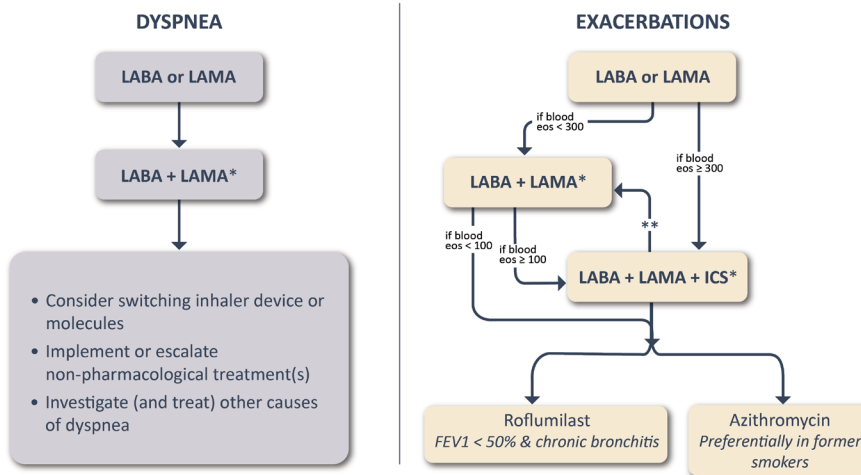 DYSPNEA
LABA or LAMA
LABA + LAMA*
• Consider switching inhaler device or
molecules
• Implement or escalate
non-pharmacological treatment(s)
• Investigate (and treat) other causes
of dyspnea
EXACERBATIONS
LABA or LAMA
if blood
eos < 300
if blood
eos ≥ 300
LABA + LAMA*
**
if blood
eos < 100
if blood
eos ≥ 100
LABA + LAMA + ICS*
Roflumilast
FEV1 < 50% & chronic bronchitis
Azithromycin
Preferentially in former
smokers